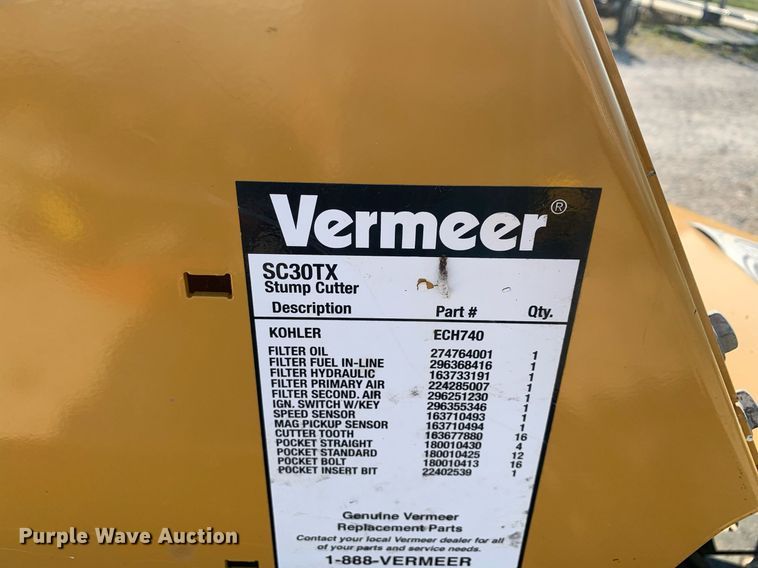 Vermeer®
SC30TX
Stump Cutter
Description Part # Qty.
KOHLER ECH740
FILTER OIL 274764001 1
FILTER FUEL IN-LINE 296368416 1
FILTER HYDRAULIC 163733191 1
FILTER PRIMARY AIR 224285007 1
FILTER SECOND. AIR 296251230 1
IGN. SWITCH W/KEY 296355346 1
SPEED SENSOR 163710493 1
MAG PICKUP SENSOR 163710494 1
CUTTER TOOTH 163677880 16
POCKET STRAIGHT 180010430 4
POCKET STANDARD 180010425 12
POCKET BOLT 180010413 16
POCKET INSERT BIT 22402539 1
Genuine Vermeer
Replacement Parts
Contact your local Vermeer dealer for all
of your parts and service needs.
1-888-VERMEER
Purple Wave Auction